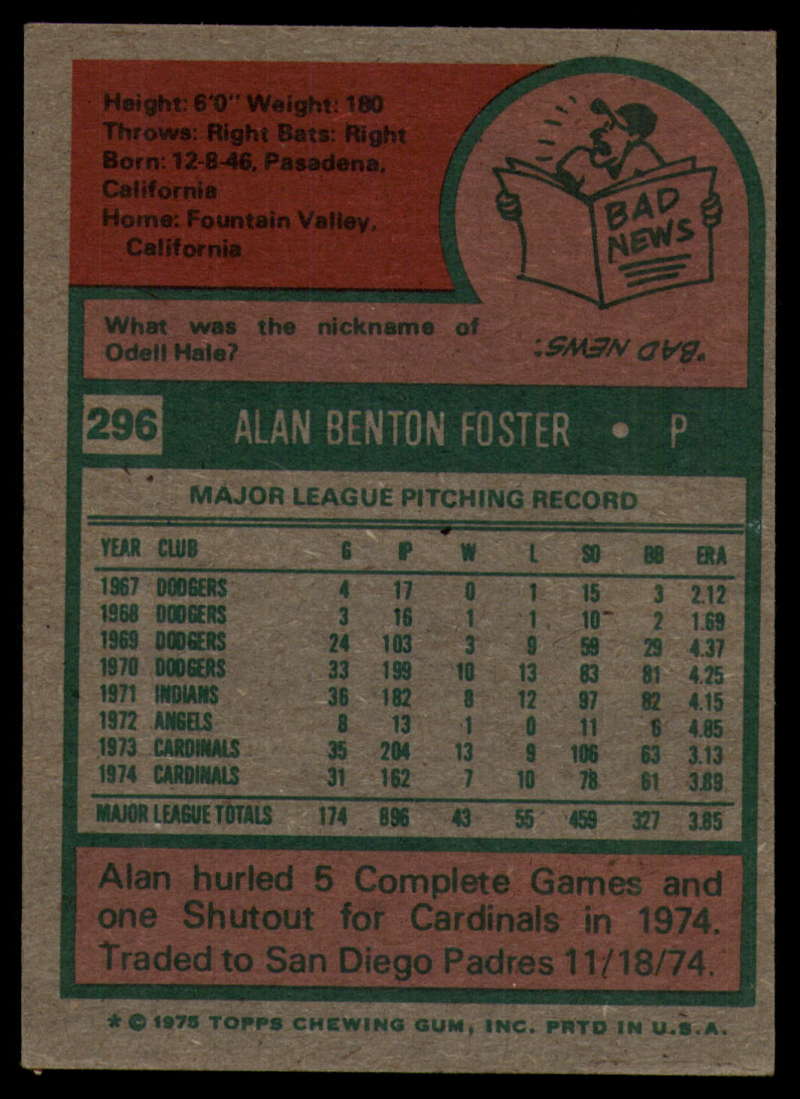 Height: 6'0" Weight: 180
Throws: Right Bats: Right
Born: 12-8-46, Pasadena,
California
Home: Fountain Valley,
California
BAD
NEWS
What was the nickname of
Odell Hale?
"BAD NEWS."
296 ALAN BENTON FOSTER • P
MAJOR LEAGUE PITCHING RECORD
YEAR CLUB G IP W L SO BB ERA
1967 DODGERS 4 17 0 1 15 3 2.12
1968 DODGERS 3 16 1 1 10 2 1.69
1969 DODGERS 24 103 3 9 59 29 4.37
1970 DODGERS 33 199 10 13 83 81 4.25
1971 INDIANS 36 182 8 12 97 82 4.15
1972 ANGELS 8 13 1 0 11 6 4.85
1973 CARDINALS 35 204 13 9 106 63 3.13
1974 CARDINALS 31 162 7 10 78 61 3.89
MAJOR LEAGUE TOTALS 174 896 43 55 459 327 3.85
Alan hurled 5 Complete Games and
one Shutout for Cardinals in 1974.
Traded to San Diego Padres 11/18/74.
* © 1975 TOPPS CHEWING GUM, INC. PRTD IN U.S.A.